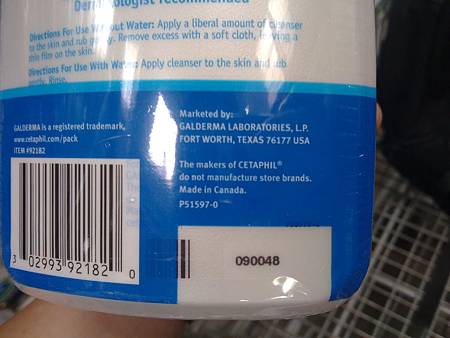 Dermatologist recommended
Directions For Use Without Water: Apply a liberal amount of cleanser
to the skin and rub gently. Remove excess with a soft cloth, leaving a
thin film on the skin.
Directions For Use With Water: Apply cleanser to the skin and rub
gently. Rinse.
GALDERMA is a registered trademark,
www.cetaphil.com/pack
ITEM #92182
Marketed by:
GALDERMA LABORATORIES, L.P.
FORT WORTH, TEXAS 76177 USA
The makers of CETAPHIL®
do not manufacture store brands.
Made in Canada.
P51597-0
3 02993 92182 0
090048